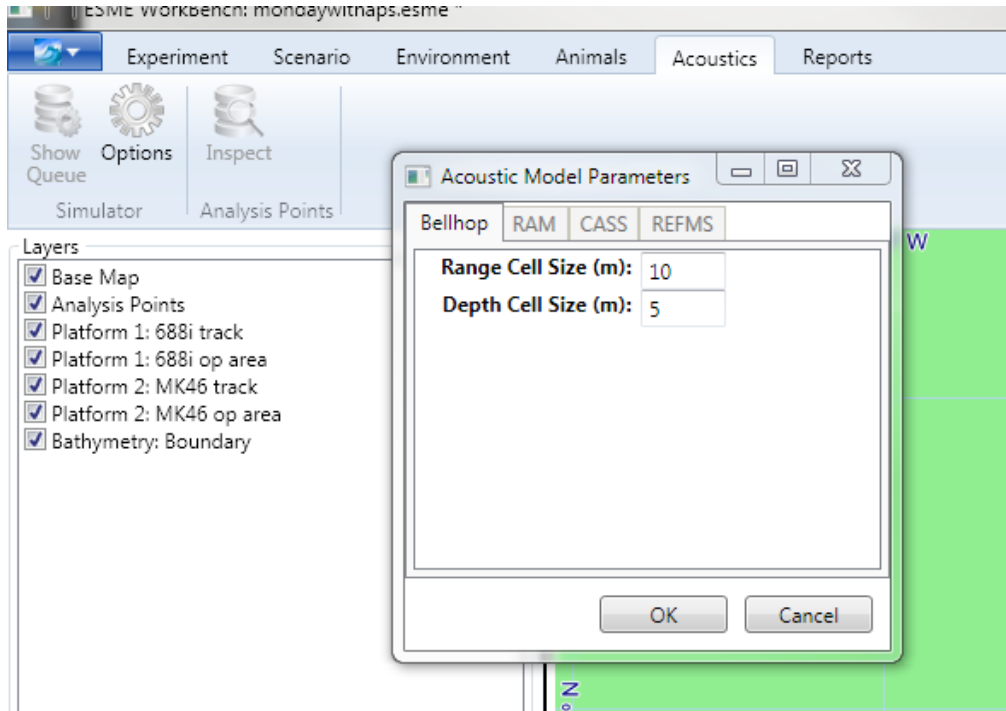 ESME WorkBench: mondaywithaps.esme *
Experiment Scenario Environment Animals Acoustics Reports
Show Queue
Options
Inspect
Simulator
Analysis Points
Layers
Base Map
Analysis Points
Platform 1: 688i track
Platform 1: 688i op area
Platform 2: MK46 track
Platform 2: MK46 op area
Bathymetry: Boundary
Acoustic Model Parameters
Bellhop RAM CASS REFMS
Range Cell Size (m): 10
Depth Cell Size (m): 5
OK Cancel
W
° N